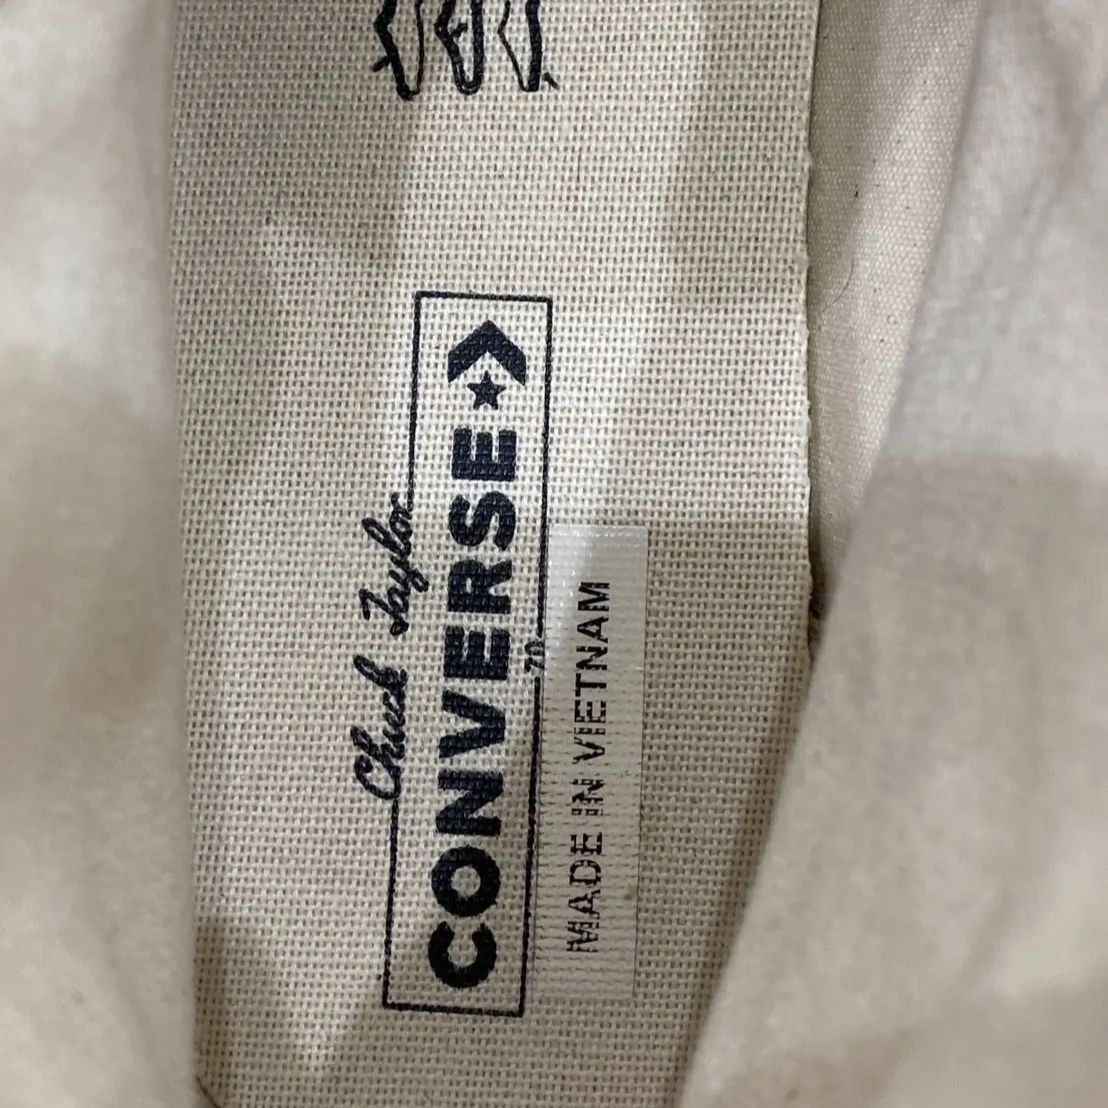 Chuck Taylor
CONVERSE
70
MADE IN VIETNAM